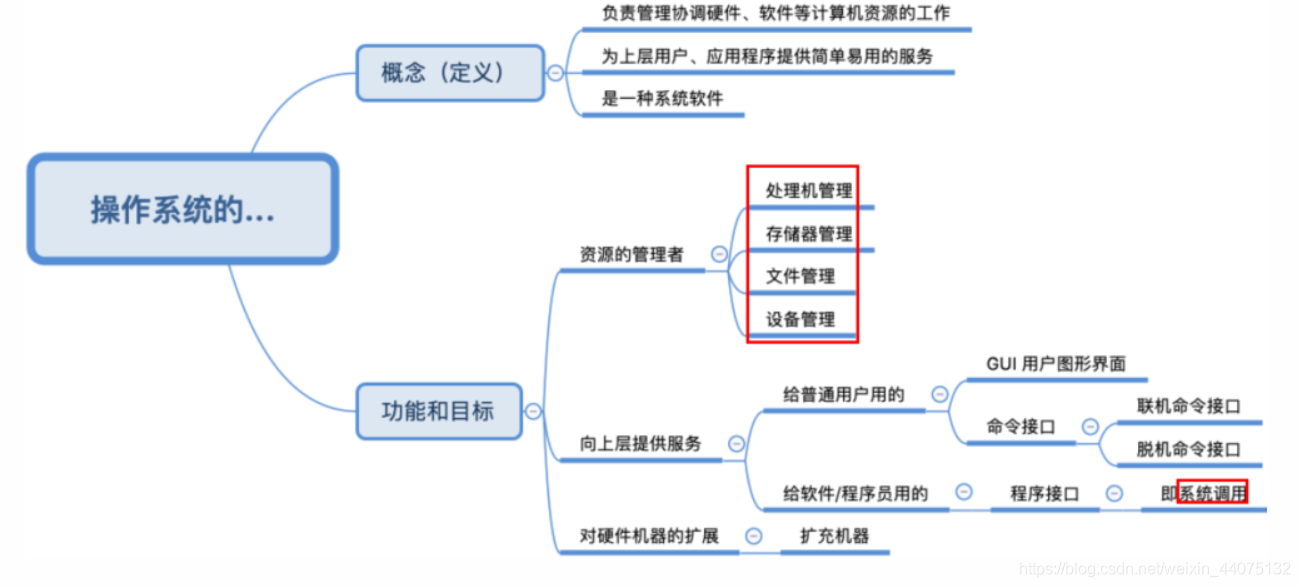 负责管理协调硬件、软件等计算机资源的工作
概念（定义）
为上层用户、应用程序提供简单易用的服务
是一种系统软件
操作系统的...
处理机管理
存储器管理
资源的管理者
文件管理
设备管理
GUI 用户图形界面
给普通用户用的
联机命令接口
功能和目标
命令接口
向上层提供服务
脱机命令接口
给软件/程序员用的
程序接口
即系统调用
对硬件机器的扩展
扩充机器
https://blog.csdn.net/weixin_44075132